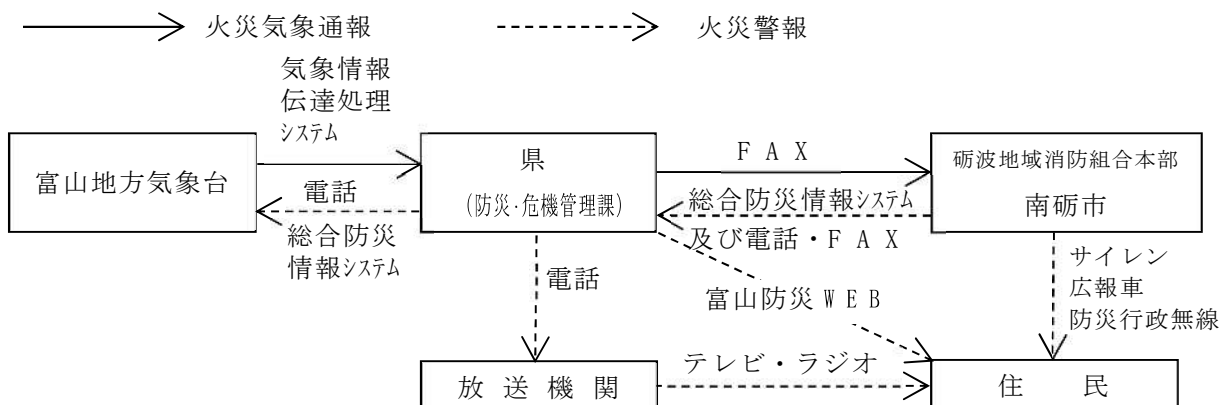 火災気象通報
火災警報
気象情報
伝達処理
システム
富山地方気象台
県
(防災・危機管理課)
FAX
砺波地域消防組合本部
南砺市
電話
総合防災
情報システム
総合防災情報システム
及び電話・FAX
電話
富山防災WEB
サイレン
広報車
防災行政無線
放送機関
テレビ・ラジオ
住民